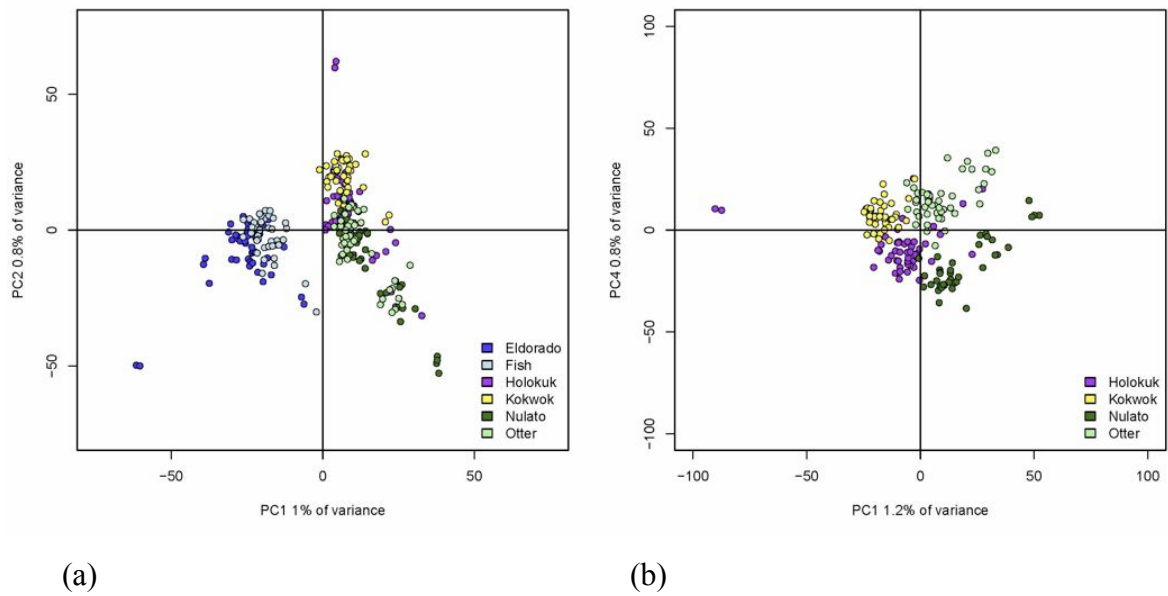 50
0
−50
PC2 0.8% of variance
−50
0
50
PC1 1% of variance
Eldorado
Fish
Holokuk
Kokwok
Nulato
Otter
(a)
100
50
0
−50
−100
PC4 0.8% of variance
−100
−50
0
50
100
PC1 1.2% of variance
Holokuk
Kokwok
Nulato
Otter
(b)